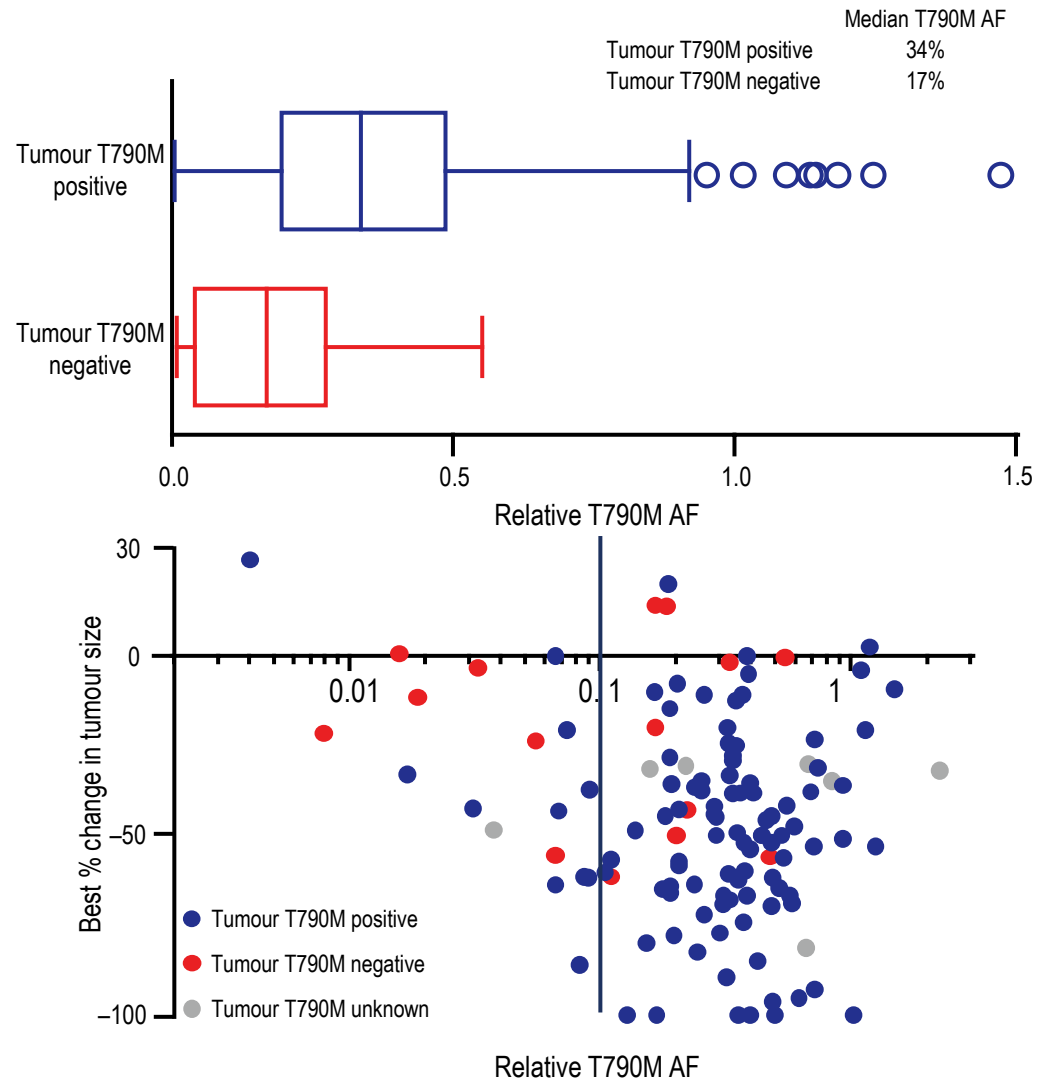 Median T790M AF
Tumour T790M positive 34%
Tumour T790M negative 17%
Tumour T790M
positive
Tumour T790M
negative
0.0 0.5 1.0 1.5
Relative T790M AF
30
0
0.01 0.1 1
Best % change in tumour size
–50
Tumour T790M positive
Tumour T790M negative
Tumour T790M unknown
–100
Relative T790M AF